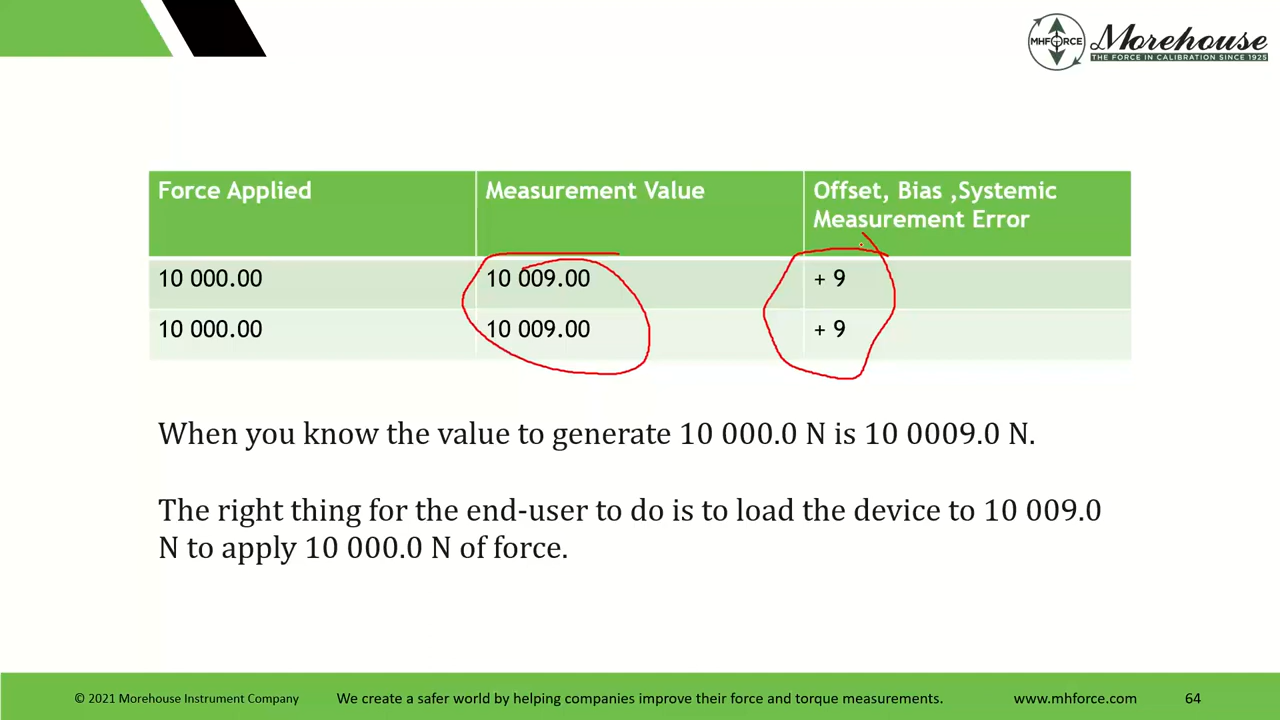 MHFORCE
Morehouse
THE FORCE IN CALIBRATION SINCE 1925
Force Applied Measurement Value Offset, Bias ,Systemic
Measurement Error
10 000.00 10 009.00 + 9
10 000.00 10 009.00 + 9
When you know the value to generate 10 000.0 N is 10 0009.0 N.
The right thing for the end-user to do is to load the device to 10 009.0
N to apply 10 000.0 N of force.
© 2021 Morehouse Instrument Company We create a safer world by helping companies improve their force and torque measurements. www.mhforce.com 64